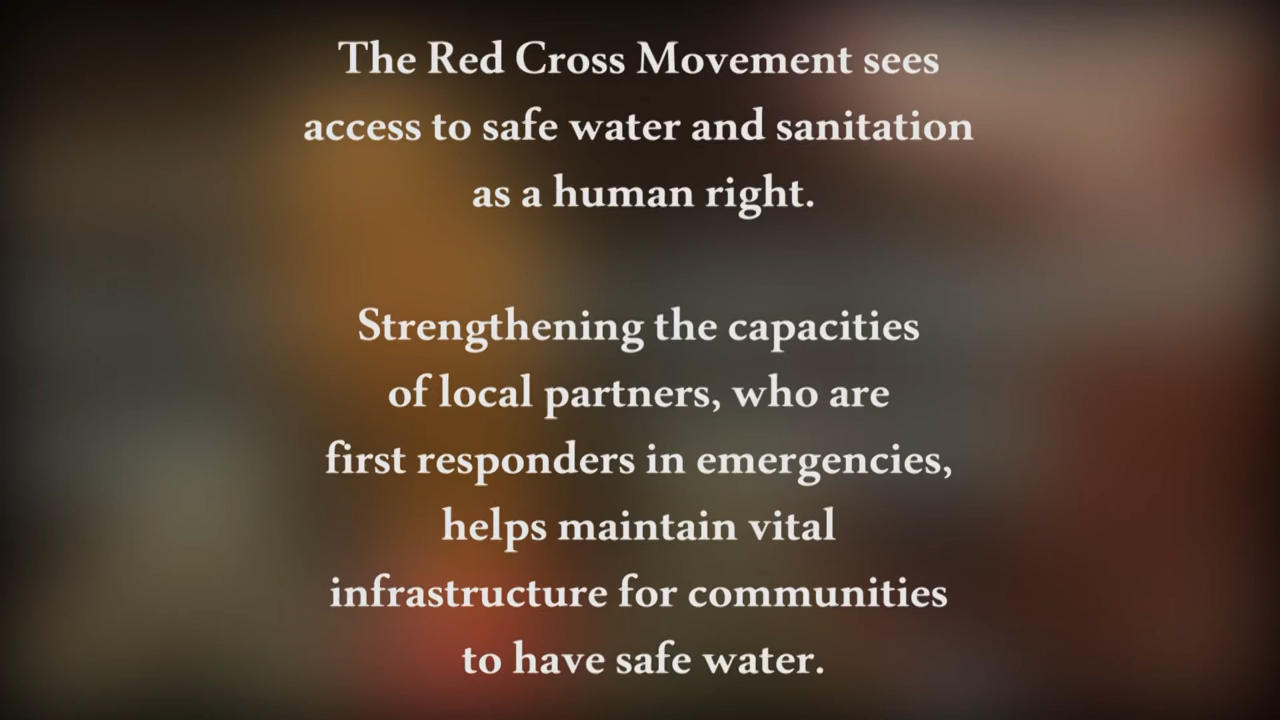 The Red Cross Movement sees
access to safe water and sanitation
as a human right.
Strengthening the capacities
of local partners, who are
first responders in emergencies,
helps maintain vital
infrastructure for communities
to have safe water.